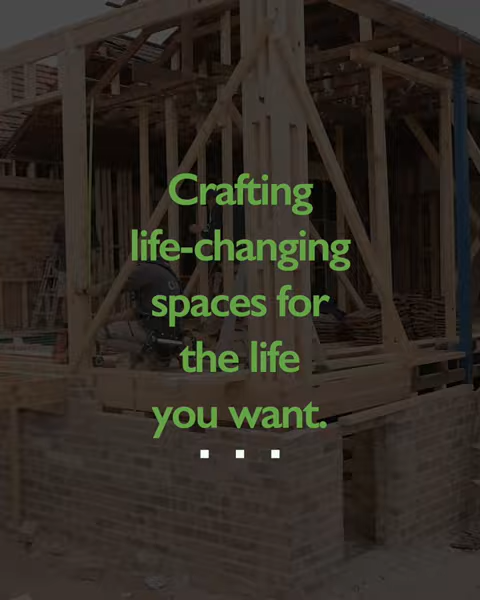 Crafting
life-changing
spaces for
the life
you want.